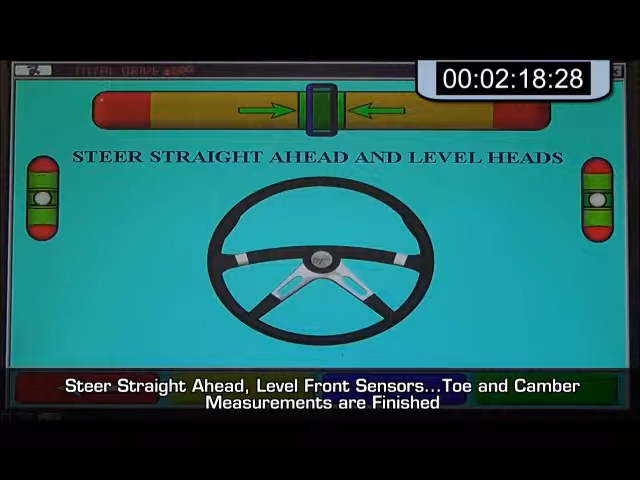 00:02:18:28
STEER STRAIGHT AHEAD AND LEVEL HEADS
Steer Straight Ahead, Level Front Sensors...Toe and Camber
Measurements are Finished